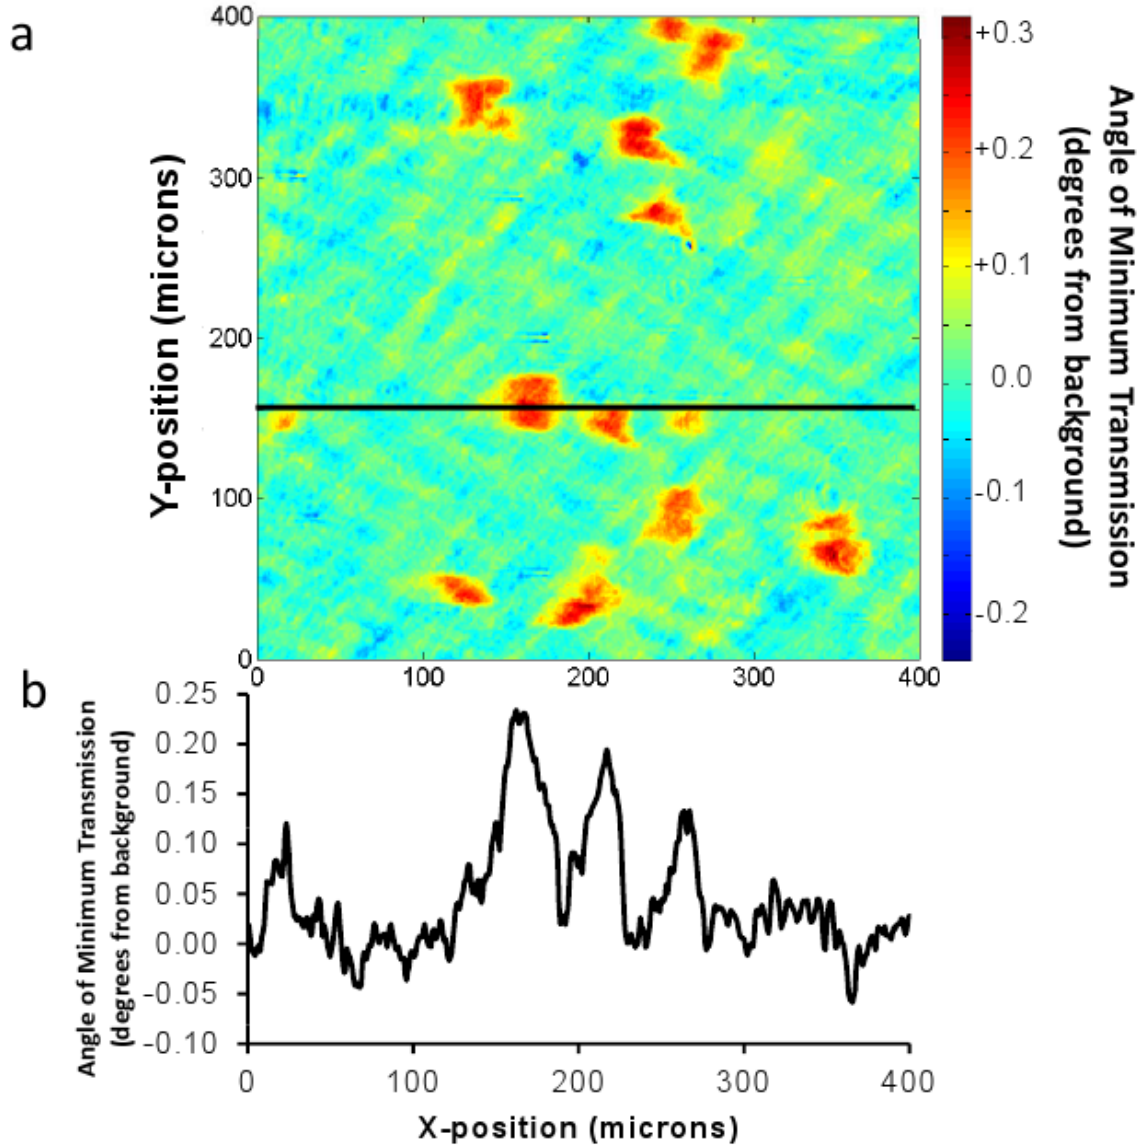 a
400
300
200
100
0
Y-position (microns)
0 100 200 300 400
+0.3
+0.2
+0.1
0.0
-0.1
-0.2
Angle of Minimum Transmission
(degrees from background)
b
Angle of Minimum Transmission
(degrees from background)
0.25
0.20
0.15
0.10
0.05
0.00
-0.05
-0.10
0 100 200 300 400
X-position (microns)